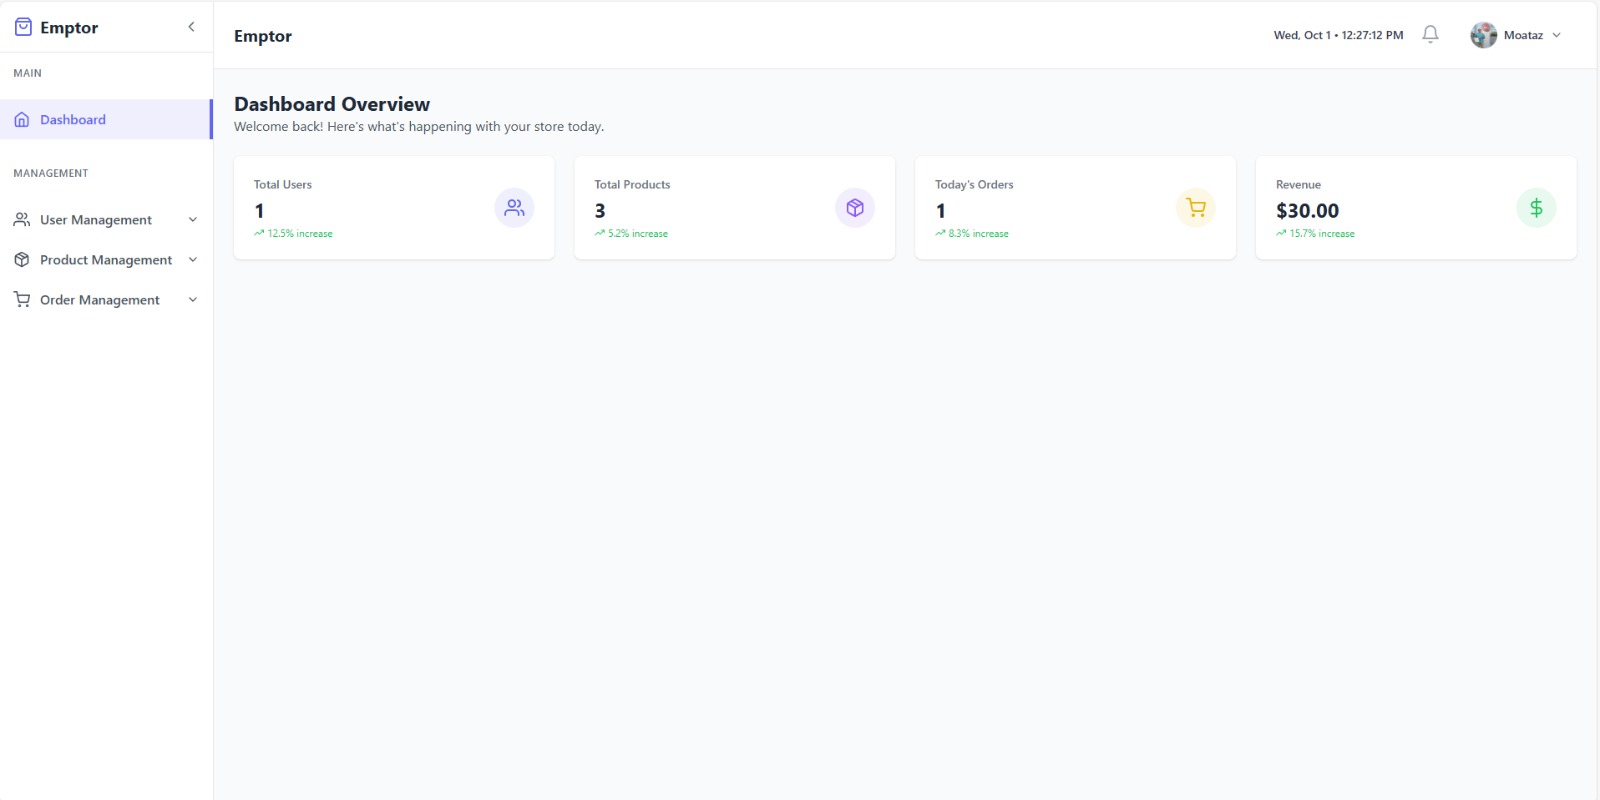 Emptor
MAIN
Dashboard
MANAGEMENT
User Management
Product Management
Order Management
Emptor
Wed, Oct 1 • 12:27:12 PM
Moataz
Dashboard Overview
Welcome back! Here's what's happening with your store today.
Total Users
1
12.5% increase
Total Products
3
5.2% increase
Today's Orders
1
8.3% increase
Revenue
$30.00
15.7% increase